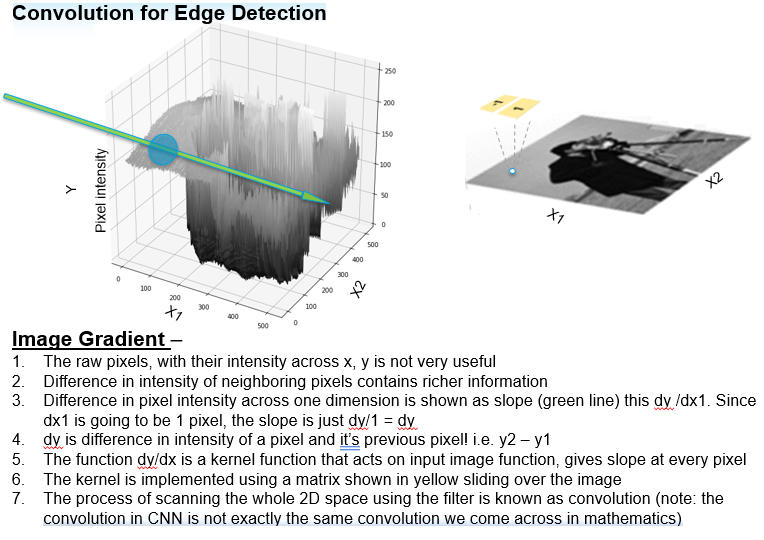 Convolution for Edge Detection
250
200
150
100
50
0
Y
Pixel intensity
0
100
200
300
400
500
X1
0
100
200
300
400
500
X2
X1
X2
Image Gradient –
1. The raw pixels, with their intensity across x, y is not very useful
2. Difference in intensity of neighboring pixels contains richer information
3. Difference in pixel intensity across one dimension is shown as slope (green line) this dy /dx1. Since
dx1 is going to be 1 pixel, the slope is just dy/1 = dy
4. dy is difference in intensity of a pixel and it's previous pixel! i.e. y2 – y1
5. The function dy/dx is a kernel function that acts on input image function, gives slope at every pixel
6. The kernel is implemented using a matrix shown in yellow sliding over the image
7. The process of scanning the whole 2D space using the filter is known as convolution (note: the
convolution in CNN is not exactly the same convolution we come across in mathematics)